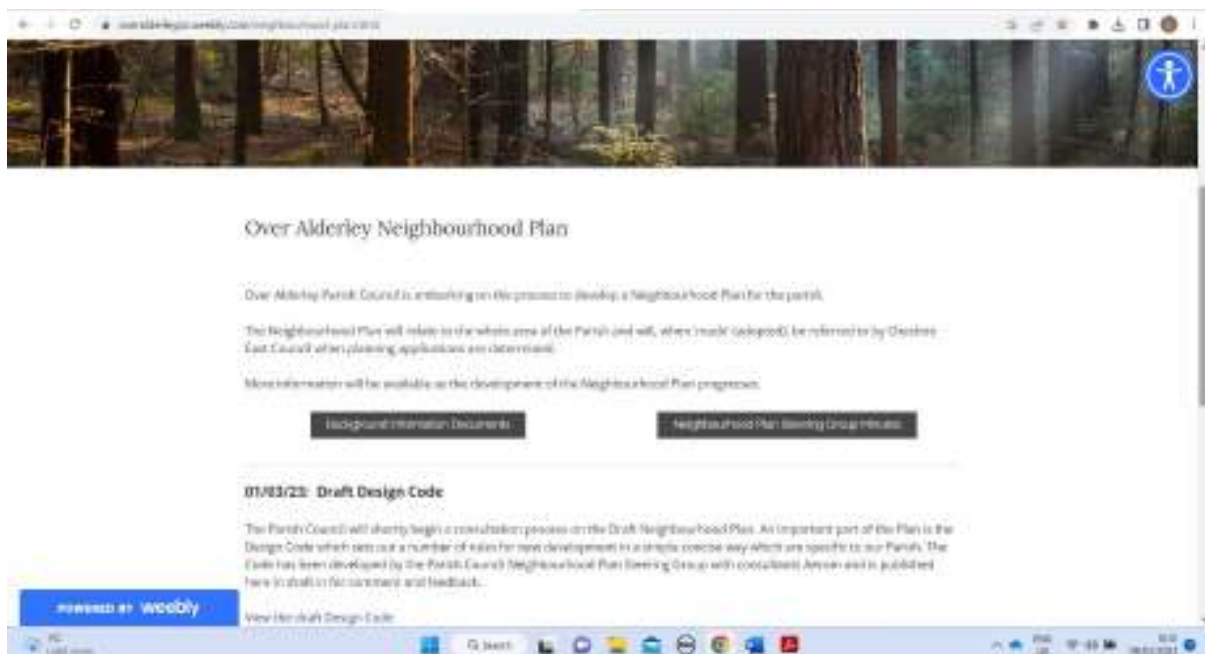 Over Alderley Neighbourhood Plan
Over Alderley Parish Council is embarking on the process to develop a Neighbourhood Plan for the parish.
The Neighbourhood Plan will relate to the whole area of the Parish and will, when 'made' (adopted), be referred to by Cheshire
East Council when planning applications are determined.
More information will be available as the development of the Neighbourhood Plan progresses.
Background Information Documents
Neighbourhood Plan Steering Group Minutes
01/03/23: Draft Design Code
The Parish Council will shortly begin a consultation process on the Draft Neighbourhood Plan. An important part of the Plan is the
Design Code which sets out a number of rules for new development in a simple concise way which are specific to our Parish. The
Code has been developed by the Parish Council Neighbourhood Plan Steering Group with consultants and is published
here in draft in for comment and feedback.
POWERED BY weebly
View the draft Design Code
Search